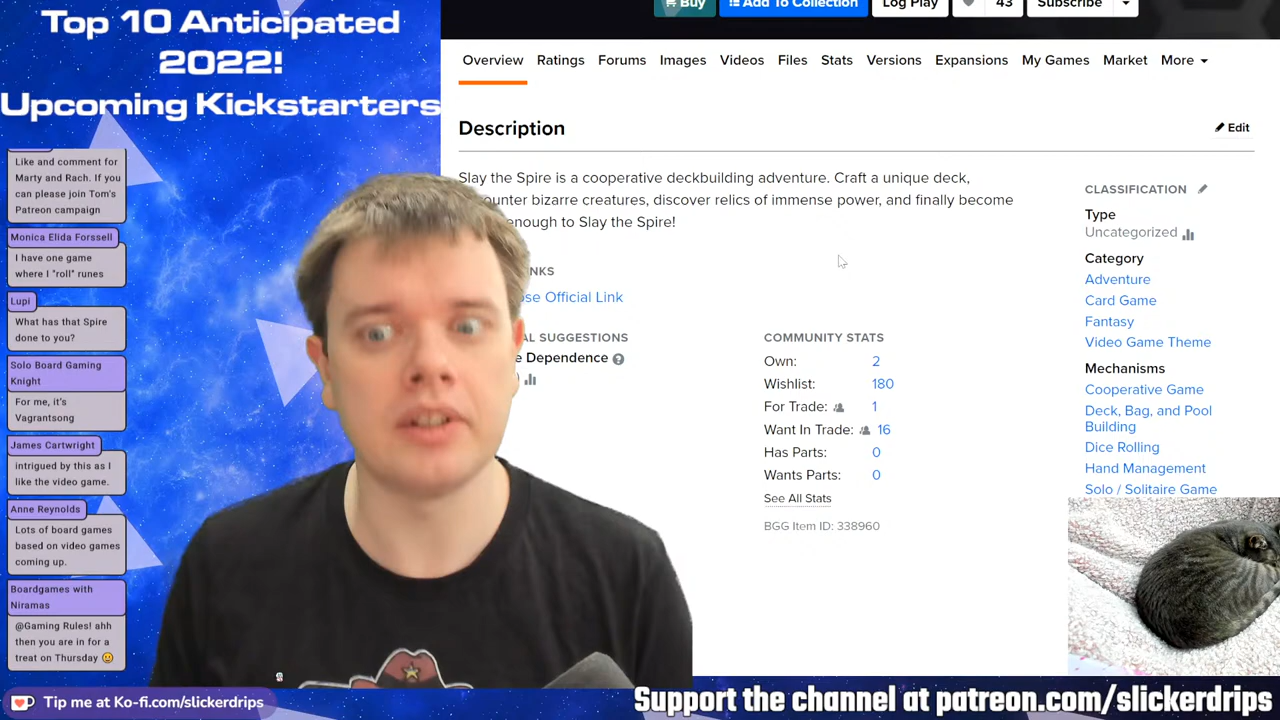 Top 10 Anticipated
2022!
Upcoming Kickstarters
Like and comment for
Marty and Rach. If you
can please join Tom's
Patreon campaign
Monica Elida Forssell
I have one game
where I "roll" runes
Lupi
What has that Spire
done to you?
Solo Board Gaming
Knight
For me, it's
Vagrantsong
James Cartwright
intrigued by this as I
like the video game.
Anne Reynolds
Lots of board games
based on video games
coming up.
Boardgames with
Niramas
@Gaming Rules! ahh
then you are in for a
treat on Thursday
Tip me at Ko-fi.com/slickerdrips
Buy
Add To Collection
Log Play
43
Subscribe
Overview Ratings Forums Images Videos Files Stats Versions Expansions My Games Market More
Description
Edit
Slay the Spire is a cooperative deckbuilding adventure. Craft a unique deck,
bizarre creatures, discover relics of immense power, and finally become
enough to Slay the Spire!
Official Link
Dependence
COMMUNITY STATS
Own: 2
Wishlist: 180
For Trade: 1
Want In Trade: 16
Has Parts: 0
Wants Parts: 0
See All Stats
BGG Item ID: 338960
CLASSIFICATION
Type
Uncategorized
Category
Adventure
Card Game
Fantasy
Video Game Theme
Mechanisms
Cooperative Game
Deck, Bag, and Pool
Building
Dice Rolling
Hand Management
Solo / Solitaire Game
Support the channel at patreon.com/slickerdrips